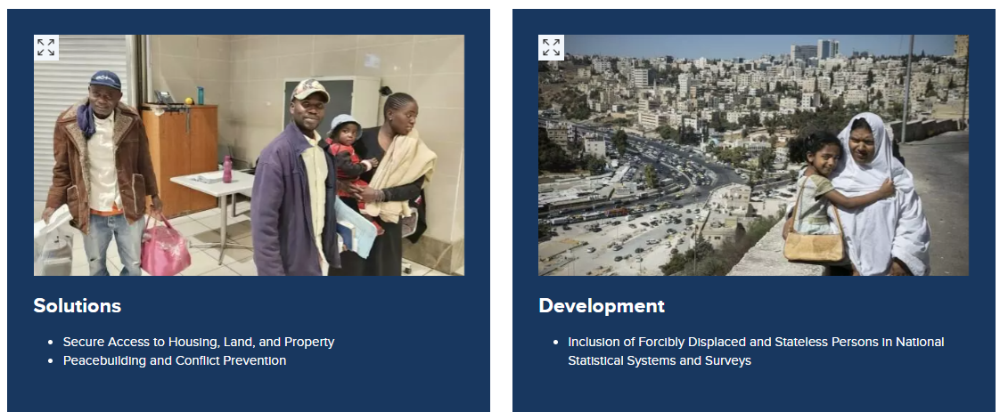 Solutions
Secure Access to Housing, Land, and Property
Peacebuilding and Conflict Prevention
Development
Inclusion of Forcibly Displaced and Stateless Persons in National
Statistical Systems and Surveys